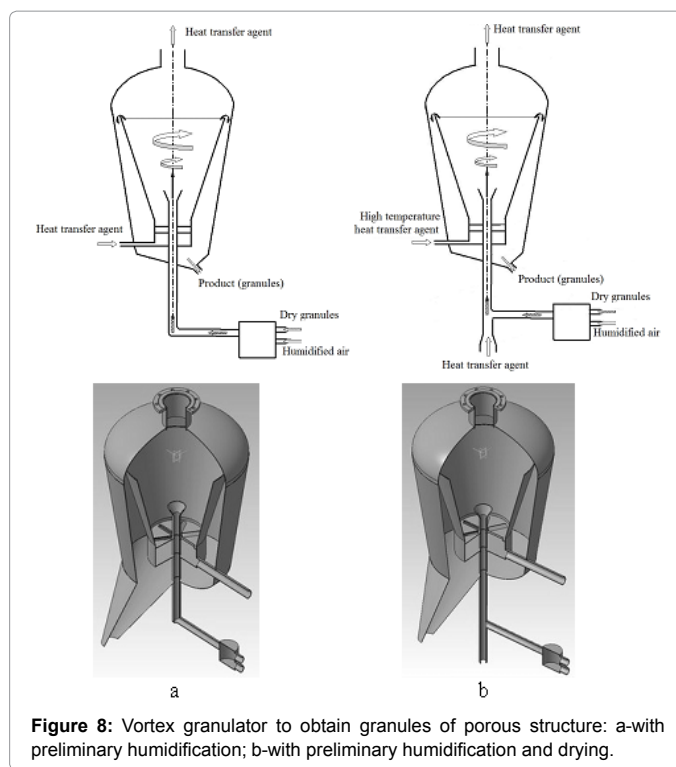 Heat transfer agent
Heat transfer agent
Heat transfer agent
Product (granules)
Dry granules
Humidified air
High temperature
heat transfer agent
Product (granules)
Dry granules
Humidified air
Heat transfer agent
a
b
Figure 8: Vortex granulator to obtain granules of porous structure: a-with
preliminary humidification; b-with preliminary humidification and drying.